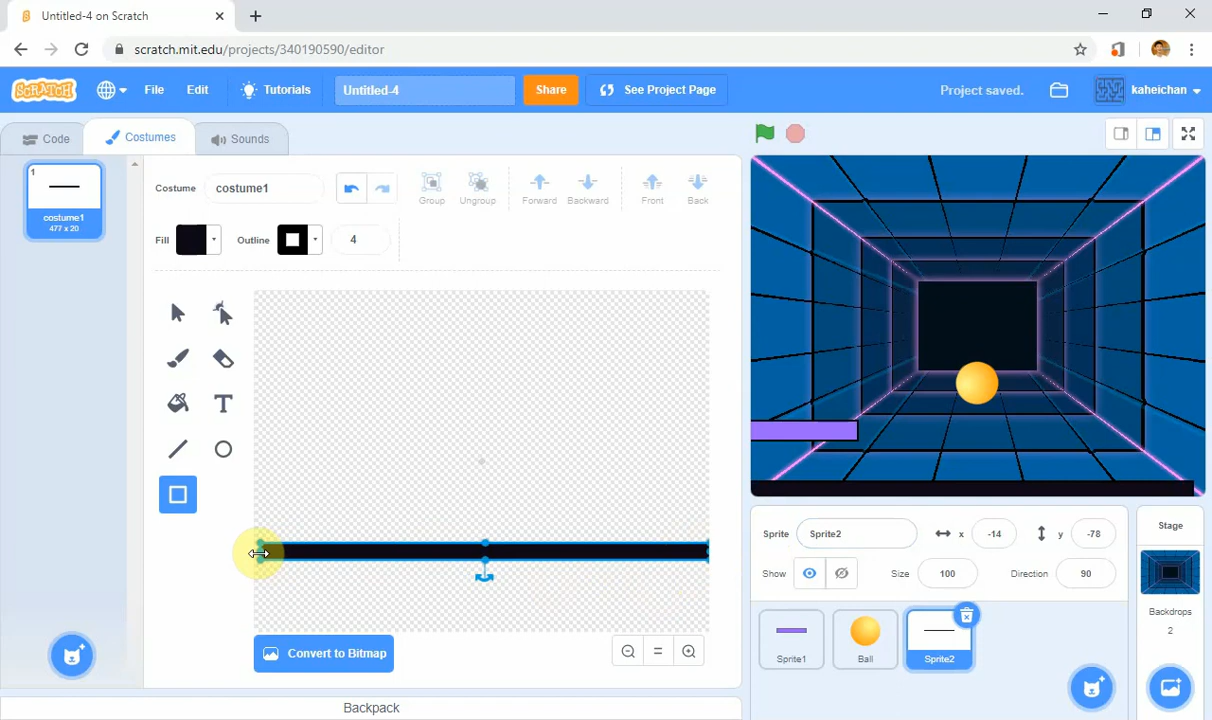 Untitled-4 on Scratch
scratch.mit.edu/projects/340190590/editor
SCRATCH File Edit Tutorials Untitled-4 Share See Project Page Project saved. kaheichan
Code Costumes Sounds
1
costume1
477 x 20
Costume costume1 Group Ungroup Forward Backward Front Back
Fill Outline 4
T
Convert to Bitmap
Backpack
Sprite Sprite2 x -14 y -78
Show Size 100 Direction 90
Sprite1 Ball Sprite2
Stage
Backdrops
2